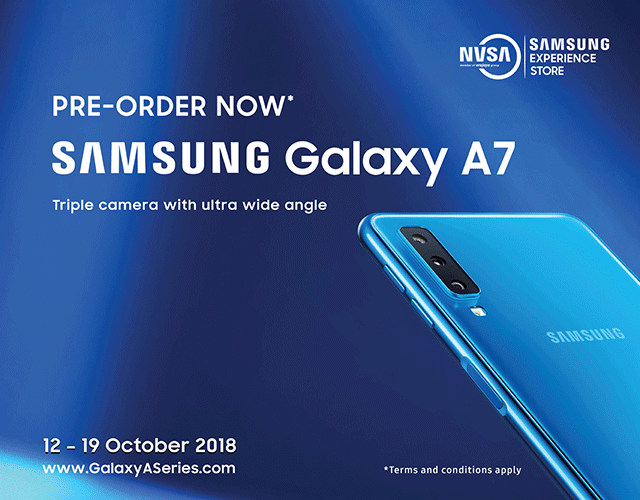 NVSA
SAMSUNG
EXPERIENCE
STORE
PRE-ORDER NOW*
SAMSUNG Galaxy A7
Triple camera with ultra wide angle
SAMSUNG
12 – 19 October 2018
www.GalaxyASeries.com
*Terms and conditions apply